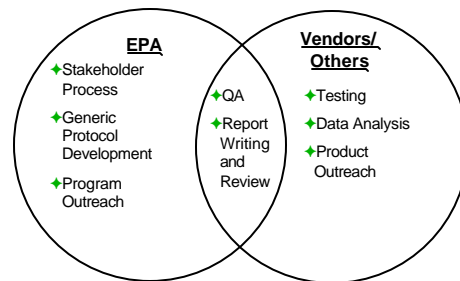 EPA
✦Stakeholder
Process
✦Generic
Protocol
Development
✦Program
Outreach
✦QA
✦Report
Writing
and
Review
Vendors/
Others
✦Testing
✦Data Analysis
✦Product
Outreach